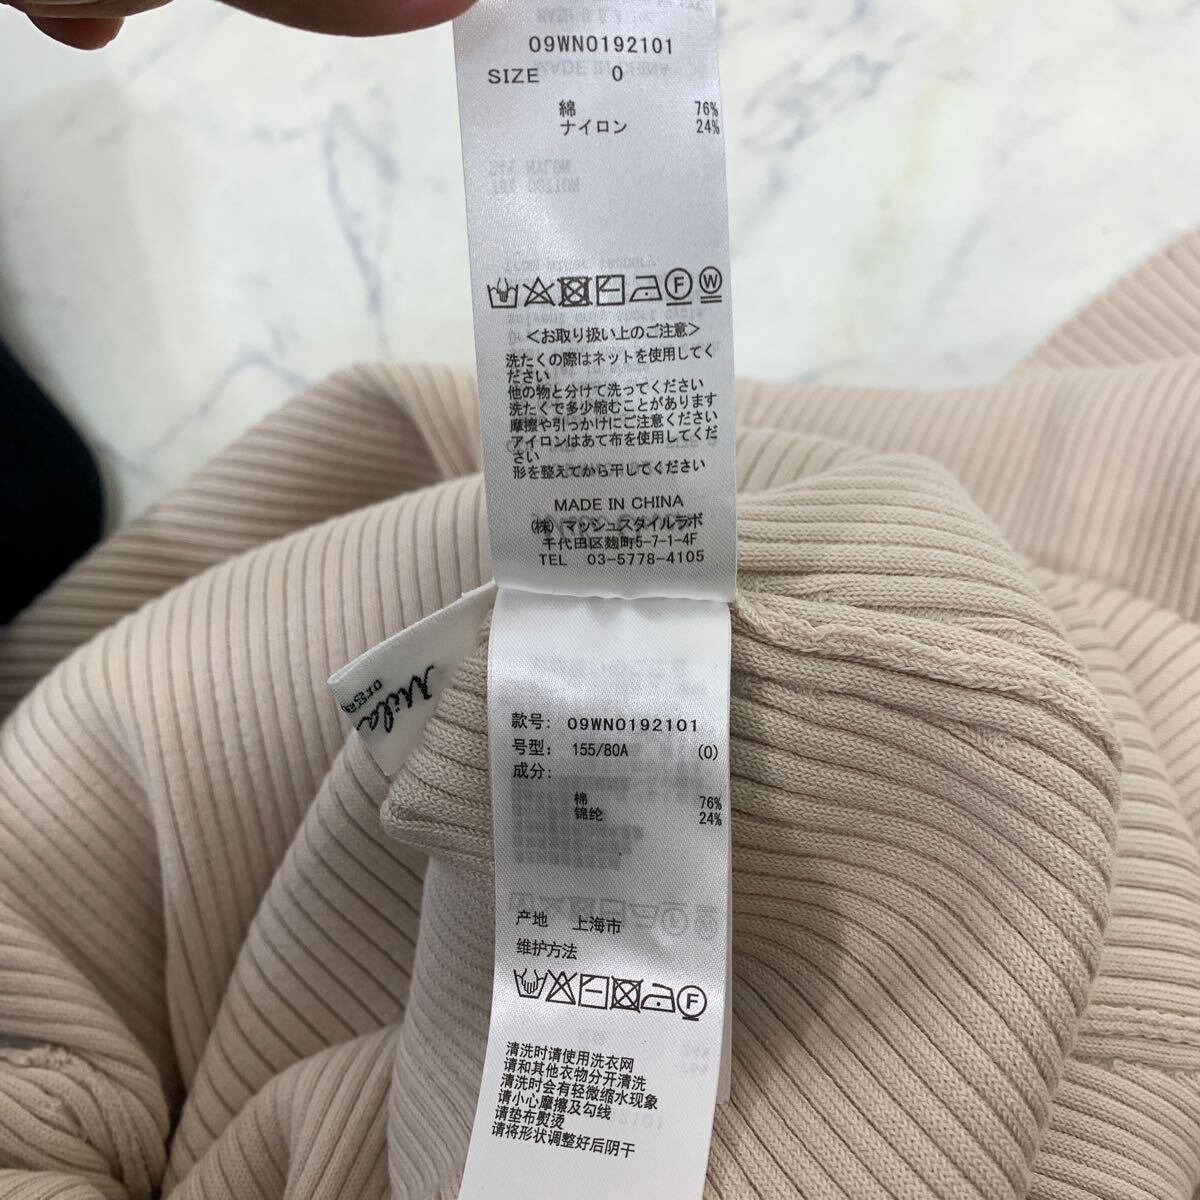 09WNO192101
SIZE 0
綿 76%
ナイロン 24%
<お取り扱い上のご注意>
洗たくの際はネットを使用してく
ださい
他の物と分けて洗ってください
洗たくで多少縮むことがあります
摩擦や引っかけにご注意ください
アイロンはあて布を使用してくだ
さい
形を整えてから干してください
MADE IN CHINA
(株) マッシュスタイルラボ
千代田区麹町5-7-1-4F
TEL 03-5778-4105
Mila
款号: 09WNO192101
号型: 155/80A (0)
成分:
棉 76%
锦纶 24%
产地 上海市
维护方法
清洗时请使用洗衣网
请和其他衣物分开清洗
清洗时会有轻微缩水现象
请小心摩擦及勾线
请垫布熨烫
请将形状调整好后阴干